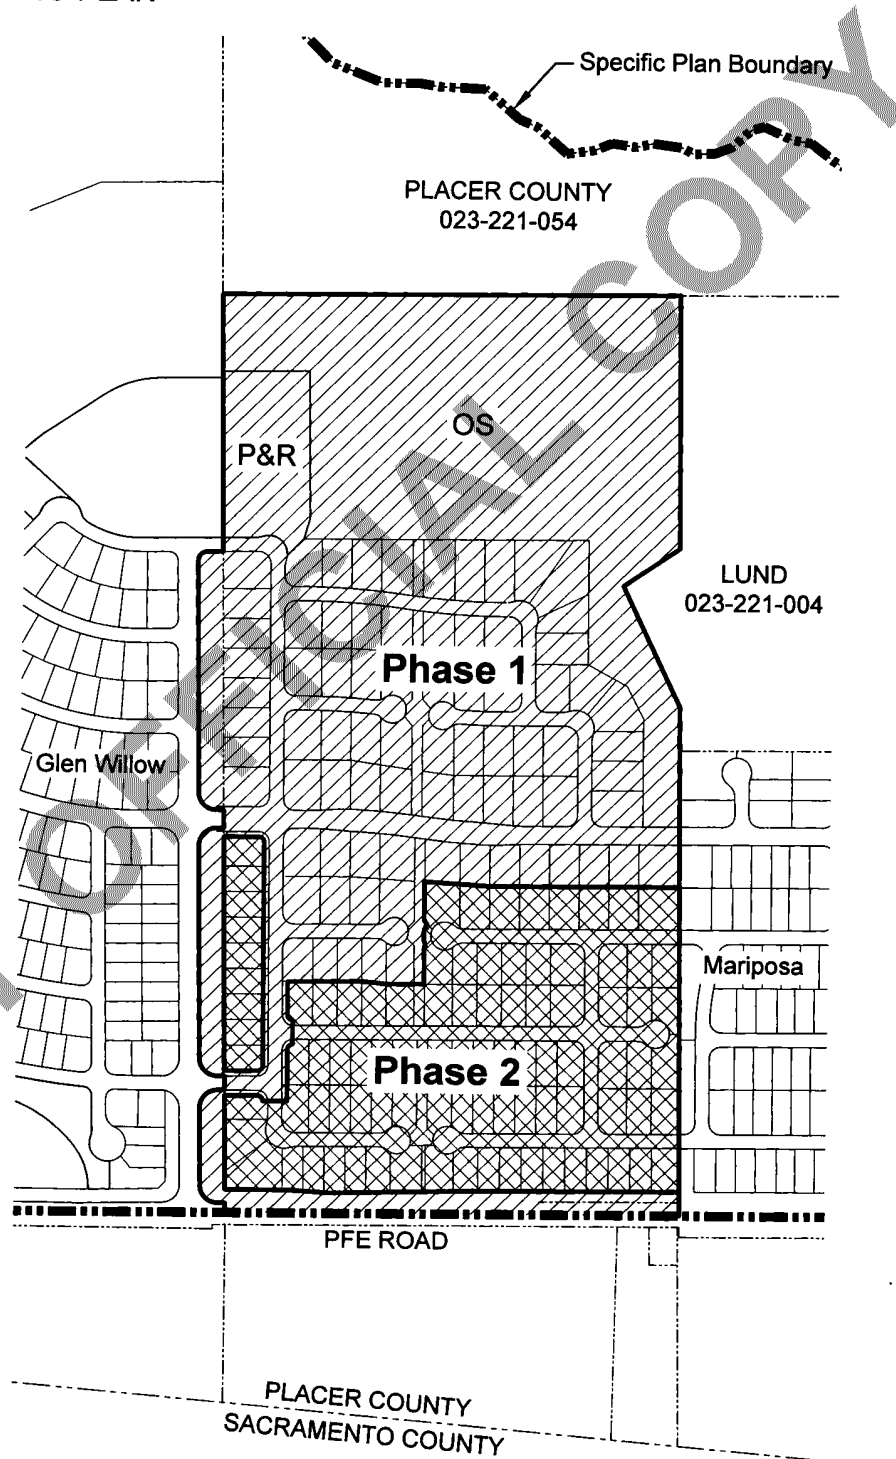 Specific Plan Boundary
PLACER COUNTY
023-221-054
OS
P&R
LUND
023-221-004
Phase 1
Glen Willow
Mariposa
Phase 2
PFE ROAD
PLACER COUNTY
SACRAMENTO COUNTY
OFFICIAL COPY